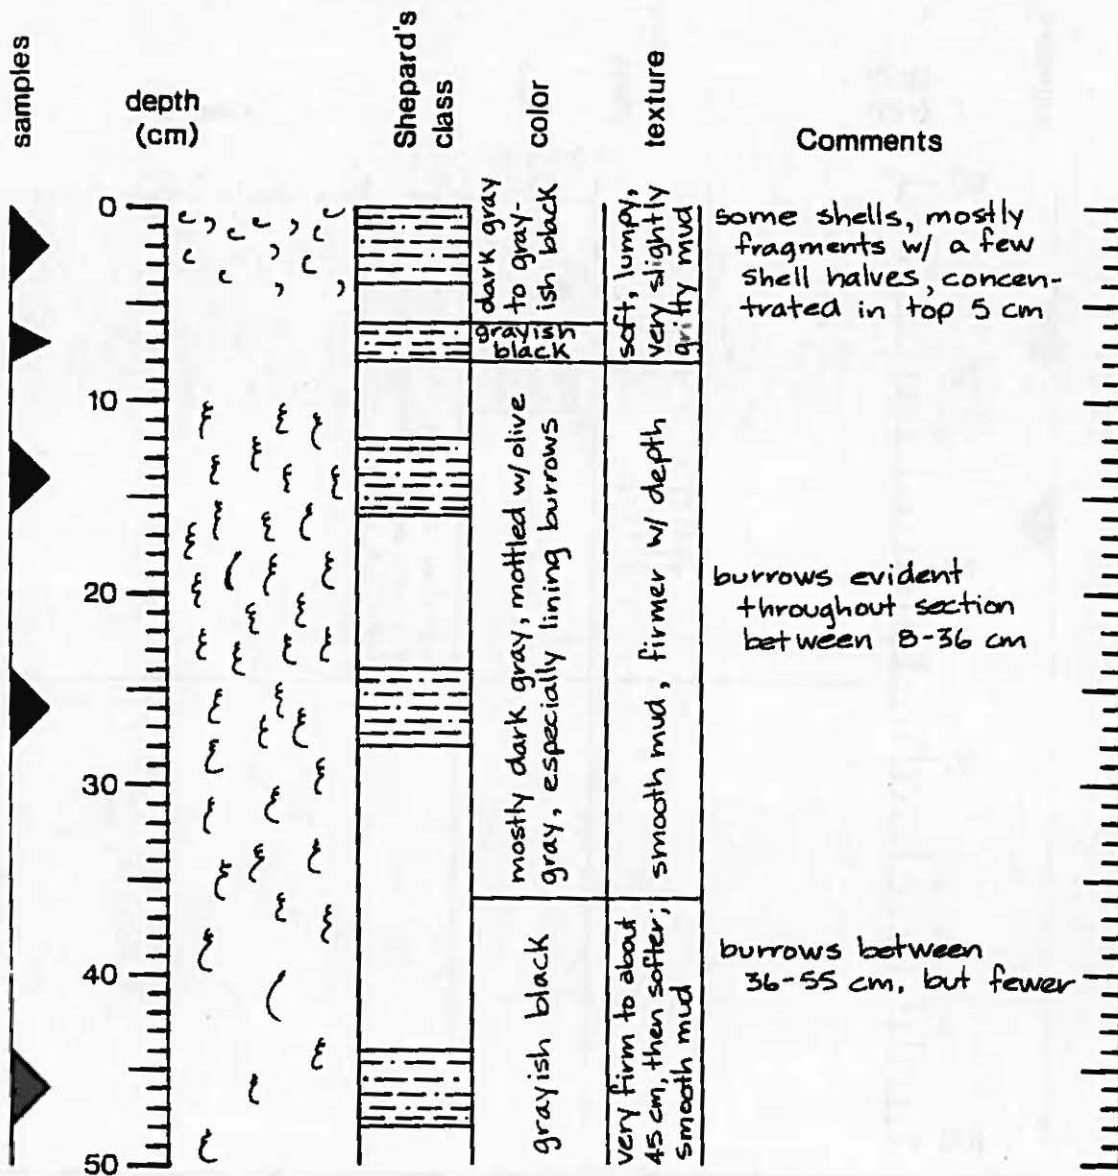 samples
depth
(cm)
Shepard's
class
color
texture
Comments
0
10
20
30
40
50
dark gray
to gray-
ish black
grayish
black
mostly dark gray, mottled w/ olive
gray, especially lining burrows
grayish black
soft, lumpy,
very slightly
gritty mud
smooth mud, firmer w/ depth
very firm to about
45 cm, then softer;
smooth mud
some shells, mostly
fragments w/ a few
shell halves, concen-
trated in top 5 cm
burrows evident
throughout section
between 8-36 cm
burrows between
36-55 cm, but fewer